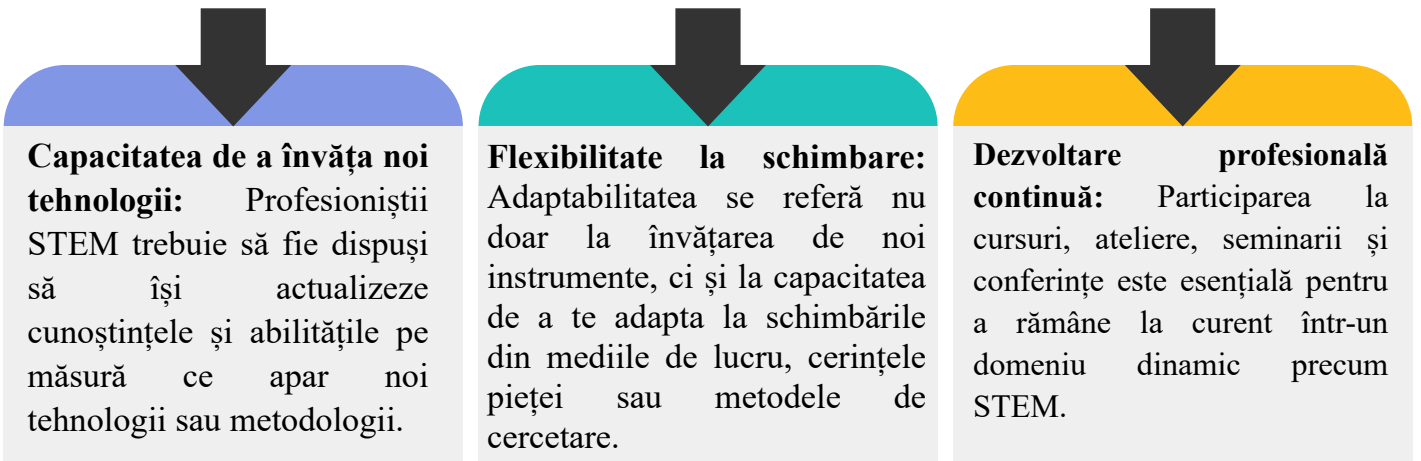 Capacitatea de a învăța noi
tehnologii: Profesioniștii
STEM trebuie să fie dispuși
să își actualizeze
cunoștințele și abilitățile pe
măsură ce apar noi
tehnologii sau metodologii.
Flexibilitate la schimbare:
Adaptabilitatea se referă nu
doar la învățarea de noi
instrumente, ci și la capacitatea
de a te adapta la schimbările
din mediile de lucru, cerințele
pieței sau metodele de
cercetare.
Dezvoltare profesională
continuă: Participarea la
cursuri, ateliere, seminarii și
conferințe este esențială pentru
a rămâne la curent într-un
domeniu dinamic precum
STEM.